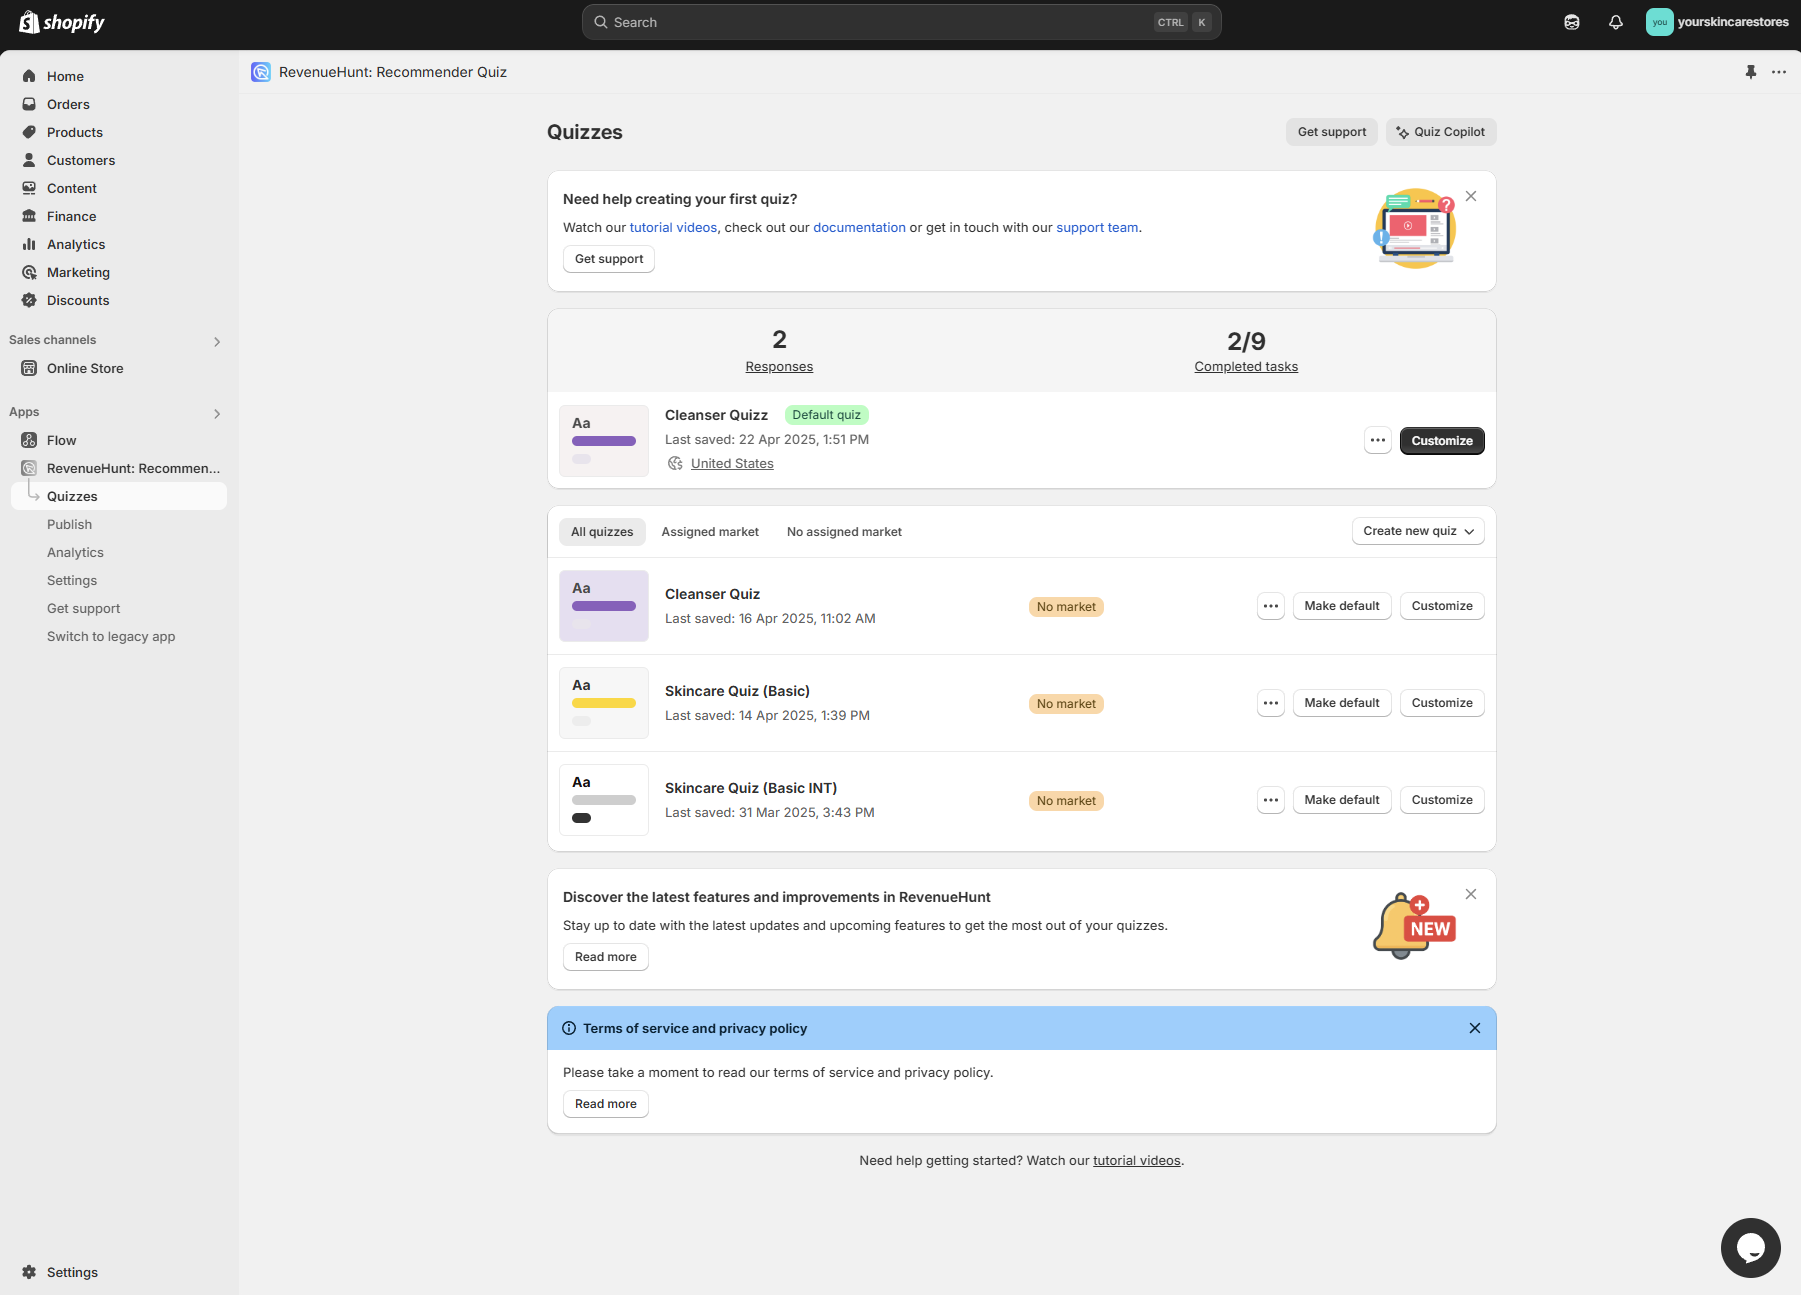 shopify
Search
CTRL K
you
yourskincarestores
Home
Orders
Products
Customers
Content
Finance
Analytics
Marketing
Discounts
Sales channels
Online Store
Apps
Flow
RevenueHunt: Recommen...
Quizzes
Publish
Analytics
Settings
Get support
Switch to legacy app
Settings
RevenueHunt: Recommender Quiz
Quizzes
Get support
Quiz Copilot
Need help creating your first quiz?
Watch our tutorial videos, check out our documentation or get in touch with our support team.
Get support
2
Responses
2/9
Completed tasks
Aa
Cleanser Quizz
Default quiz
Last saved: 22 Apr 2025, 1:51 PM
United States
Customize
All quizzes
Assigned market
No assigned market
Create new quiz
Aa
Cleanser Quiz
Last saved: 16 Apr 2025, 11:02 AM
No market
Make default
Customize
Aa
Skincare Quiz (Basic)
Last saved: 14 Apr 2025, 1:39 PM
No market
Make default
Customize
Aa
Skincare Quiz (Basic INT)
Last saved: 31 Mar 2025, 3:43 PM
No market
Make default
Customize
Discover the latest features and improvements in RevenueHunt
Stay up to date with the latest updates and upcoming features to get the most out of your quizzes.
Read more
NEW
Terms of service and privacy policy
Please take a moment to read our terms of service and privacy policy.
Read more
Need help getting started? Watch our tutorial videos.